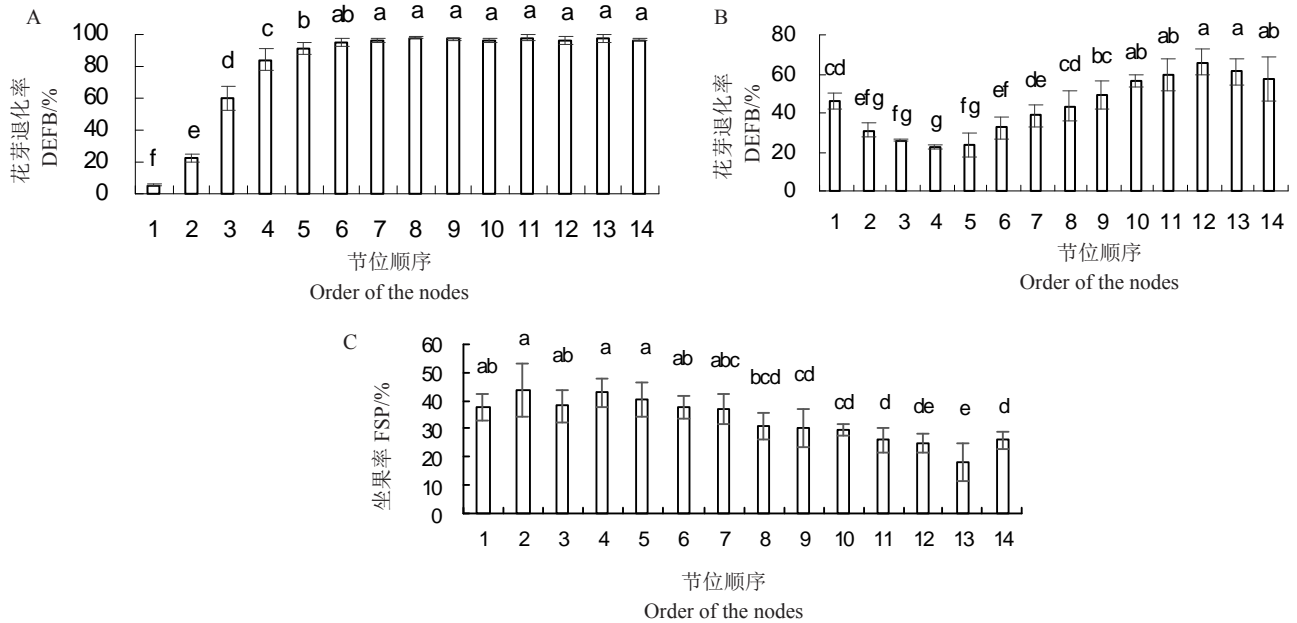 A
花芽退化率
DEFB/%
100
80
60
40
20
0
f e d c b ab a a a a a a a a
1 2 3 4 5 6 7 8 9 10 11 12 13 14
节位顺序
Order of the nodes
B
花芽退化率
DEFB/%
80
60
40
20
0
cd efg fg g fg ef de cd bc ab ab a a ab
1 2 3 4 5 6 7 8 9 10 11 12 13 14
节位顺序
Order of the nodes
C
坐果率 FSP/%
60
50
40
30
20
10
0
ab a ab a a ab abc bcd cd cd d de e d
1 2 3 4 5 6 7 8 9 10 11 12 13 14
节位顺序
Order of the nodes